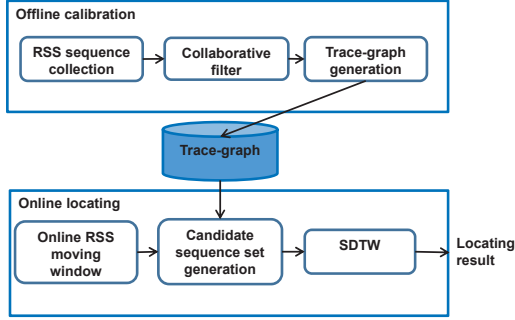 Offline calibration
RSS sequence
collection
Collaborative
filter
Trace-graph
generation
Trace-graph
Online locating
Online RSS
moving
window
Candidate
sequence set
generation
SDTW
Locating
result